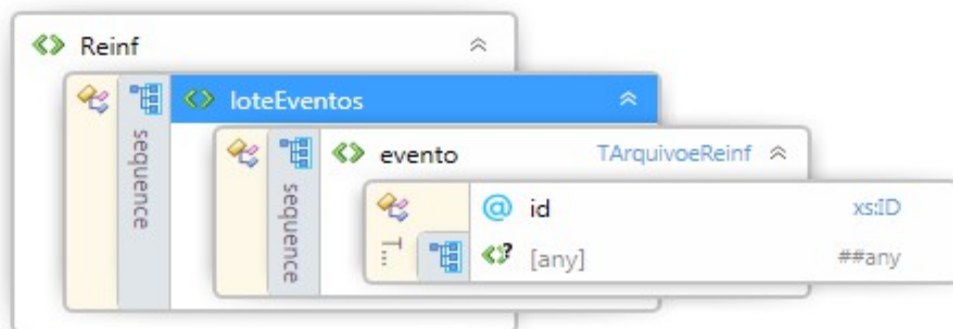 Reinf
loteEventos
sequence
evento TArquivoeReinf
sequence
@ id xs:ID
T...
[any] ##any